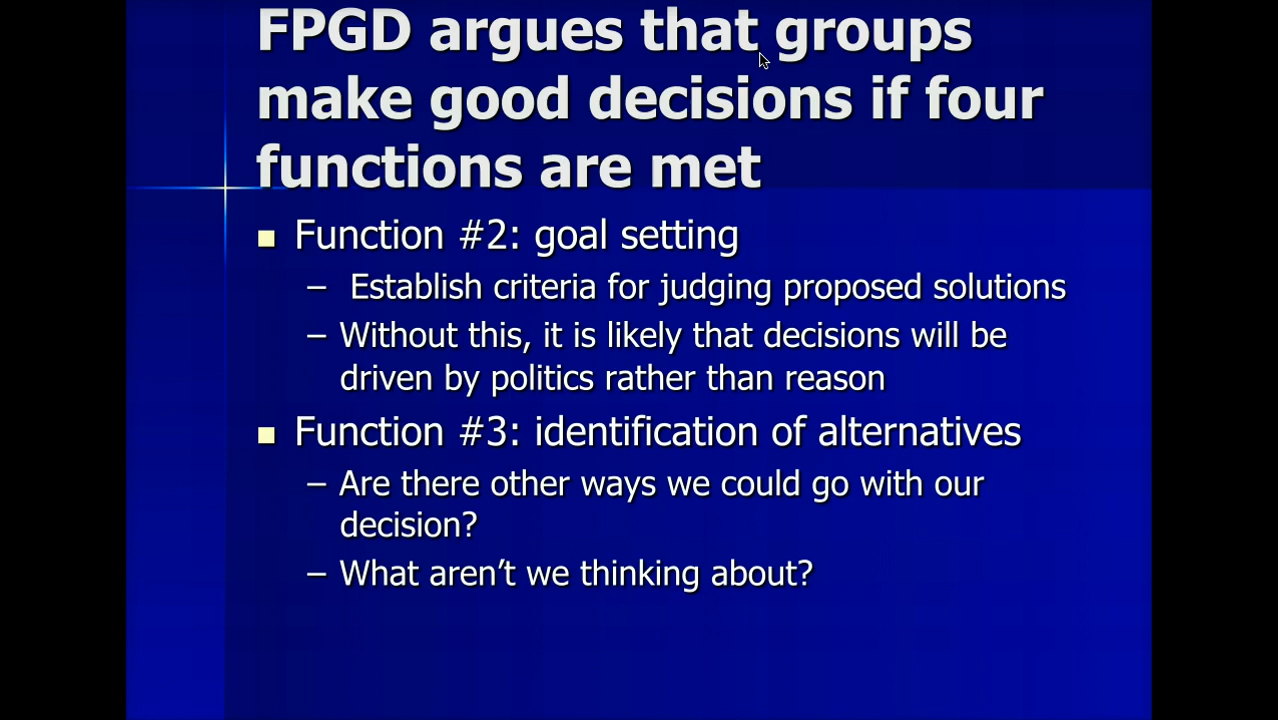 FPGD argues that groups
make good decisions if four
functions are met
■ Function #2: goal setting
– Establish criteria for judging proposed solutions
– Without this, it is likely that decisions will be
driven by politics rather than reason
■ Function #3: identification of alternatives
– Are there other ways we could go with our
decision?
– What aren’t we thinking about?